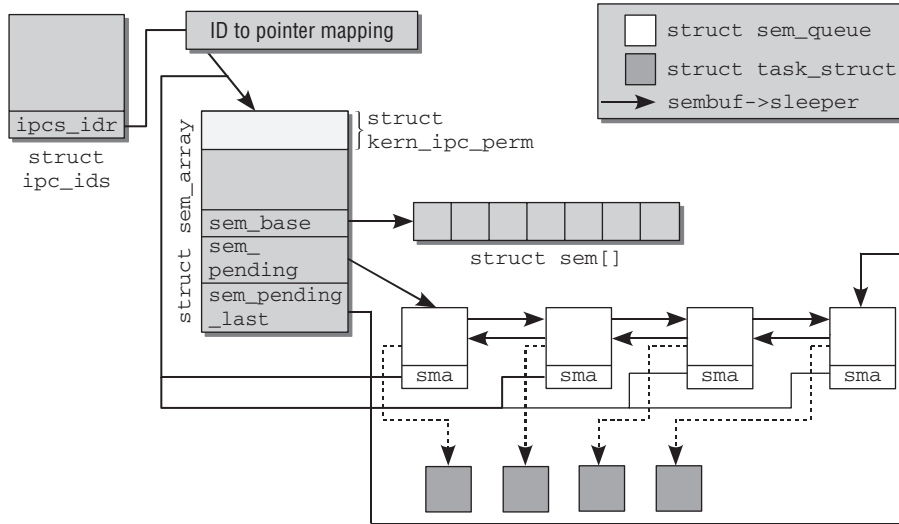 ID to pointer mapping
struct sem_queue
struct task_struct
sembuf->sleeper
ipcs_idr
struct
ipc_ids
struct
kern_ipc_perm
struct sem_array
sem_base
sem_
pending
sem_pending
_last
struct sem[]
sma
sma
sma
sma